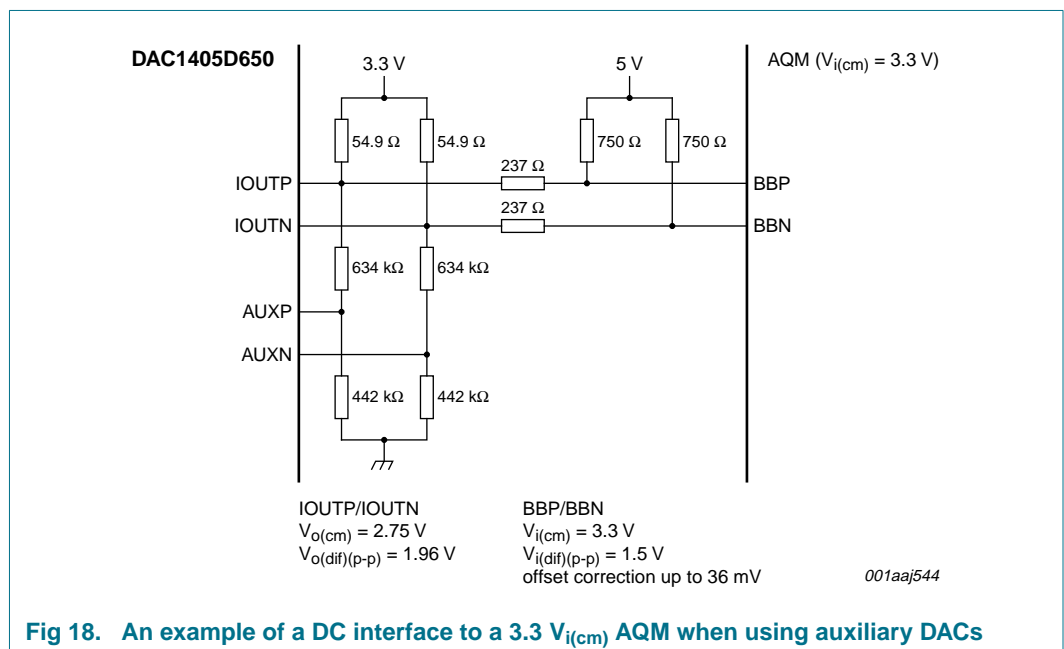 DAC1405D650
3.3 V
5 V
AQM (Vi(cm) = 3.3 V)
54.9 Ω
54.9 Ω
750 Ω
750 Ω
237 Ω
IOUTP
BBP
237 Ω
IOUTN
BBN
634 kΩ
634 kΩ
AUXP
AUXN
442 kΩ
442 kΩ
IOUTP/IOUTN
Vo(cm) = 2.75 V
Vo(dif)(p-p) = 1.96 V
BBP/BBN
Vi(cm) = 3.3 V
Vi(dif)(p-p) = 1.5 V
offset correction up to 36 mV
001aaj544
Fig 18. An example of a DC interface to a 3.3 Vi(cm) AQM when using auxiliary DACs